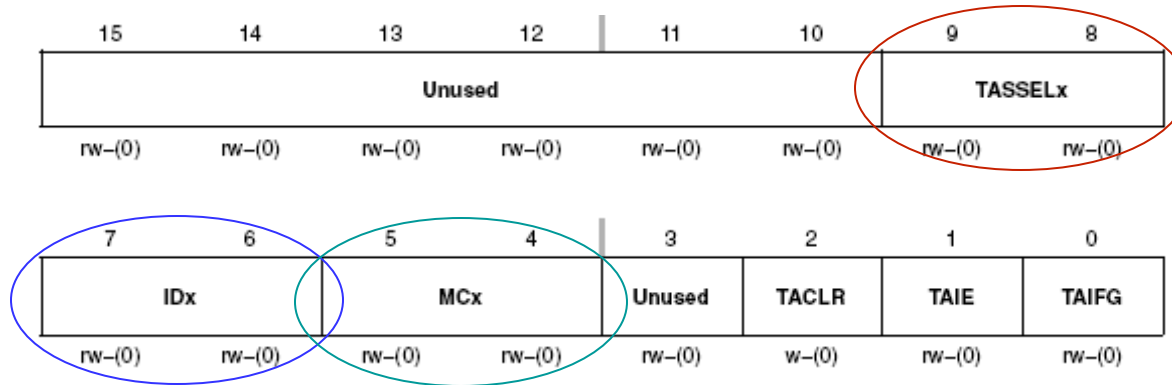 15 14 13 12 11 10 9 8
Unused TASSELx
rw–(0) rw–(0) rw–(0) rw–(0) rw–(0) rw–(0) rw–(0) rw–(0)
7 6 5 4 3 2 1 0
IDx MCx Unused TACLR TAIE TAIFG
rw–(0) rw–(0) rw–(0) rw–(0) rw–(0) w–(0) rw–(0) rw–(0)